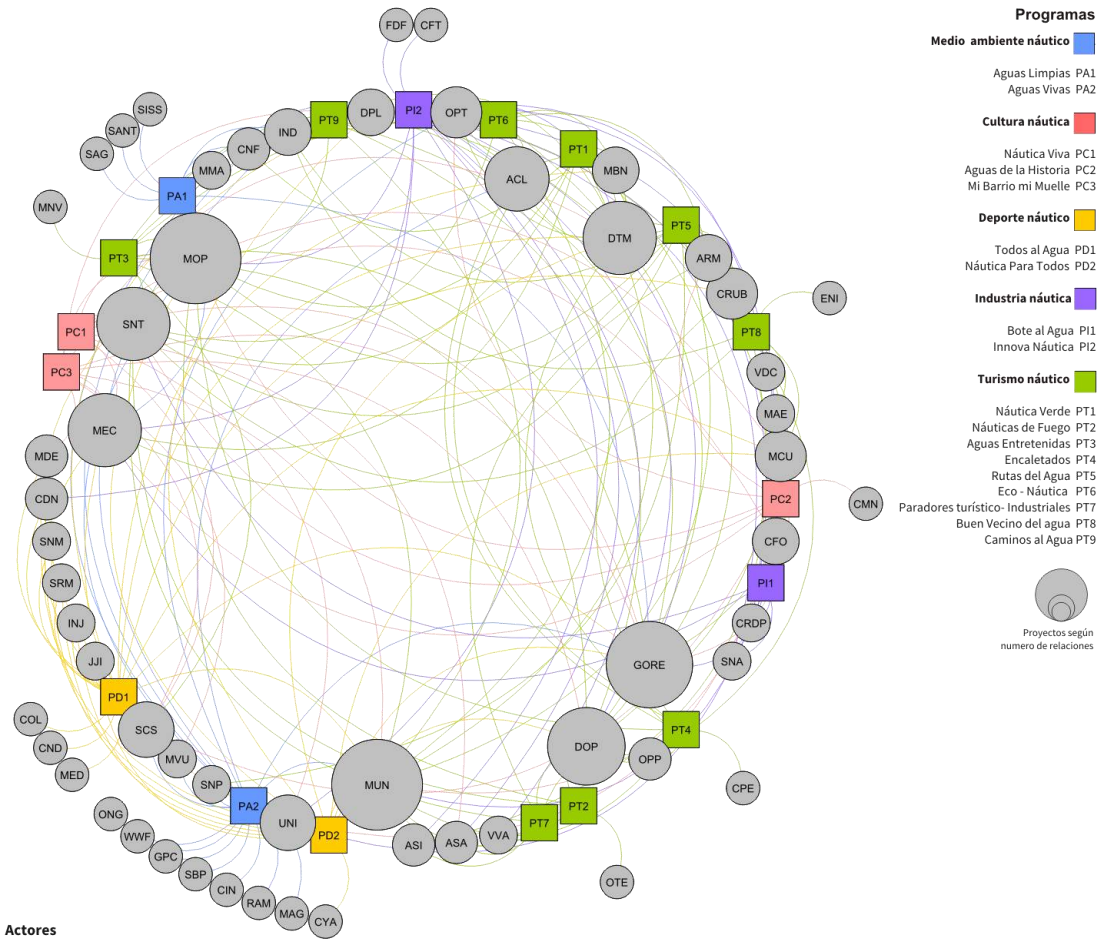 Programas
Medio ambiente náutico
Aguas Limpias PA1
Aguas Vivas PA2
Cultura náutica
Náutica Viva PC1
Aguas de la Historia PC2
Mi Barrio mi Muelle PC3
Deporte náutico
Todos al Agua PD1
Náutica Para Todos PD2
Industria náutica
Bote al Agua PI1
Innova Náutica PI2
Turismo náutico
Náutica Verde PT1
Náuticas de Fuego PT2
Aguas Entretenidas PT3
Encaletados PT4
Rutas del Agua PT5
Eco - Náutica PT6
Paradores turístico- Industriales PT7
Buen Vecino del agua PT8
Caminos al Agua PT9
Proyectos según
numero de relaciones
FDF
CFT
SISS
SANT
SAG
MNV
PI2
OPT
PT6
DPL
PT9
IND
CNF
MMA
PA1
PT1
MBN
ACL
DTM
PT5
ARM
CRUB
ENI
PT8
VDC
MAE
MCU
PC2
CMN
CFO
PI1
CRDP
SNA
GORE
PT4
OPP
CPE
DOP
PT2
PT7
OTE
VVA
ASA
ASI
MUN
PD2
UNI
PA2
SNP
MVU
SCS
PD1
JJI
INJ
SRM
SNM
CDN
MDE
MEC
PC3
PC1
SNT
PT3
MOP
COL
CND
MED
ONG
WWF
GPC
SBP
CIN
RAM
MAG
CYA
Actores